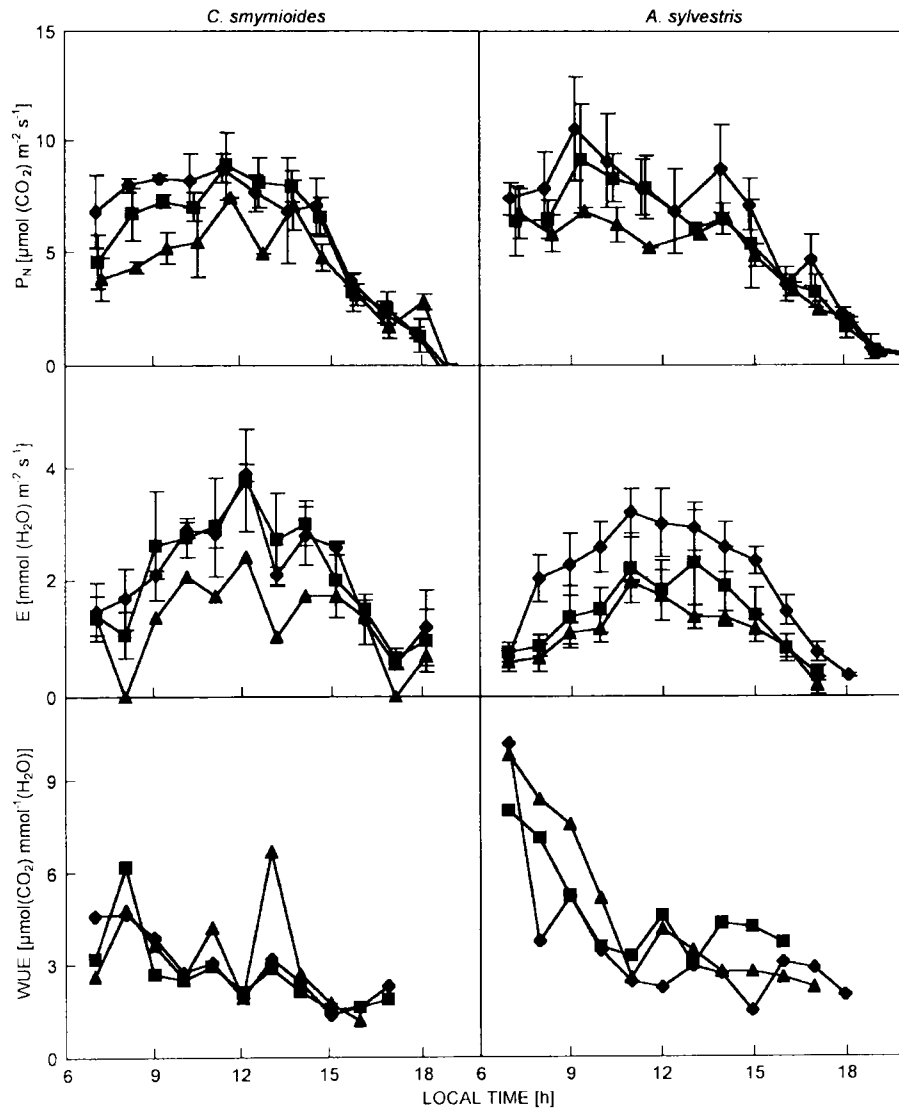 C. smyrnioides
A. sylvestris
15
10
5
0
P_N [µmol (CO₂) m⁻² s⁻¹]
4
2
0
E [mmol (H₂O) m⁻² s⁻¹]
9
6
3
0
WUE [µmol(CO₂) mmol⁻¹(H₂O)]
6 9 12 15 18 6 9 12 15 18
LOCAL TIME [h]